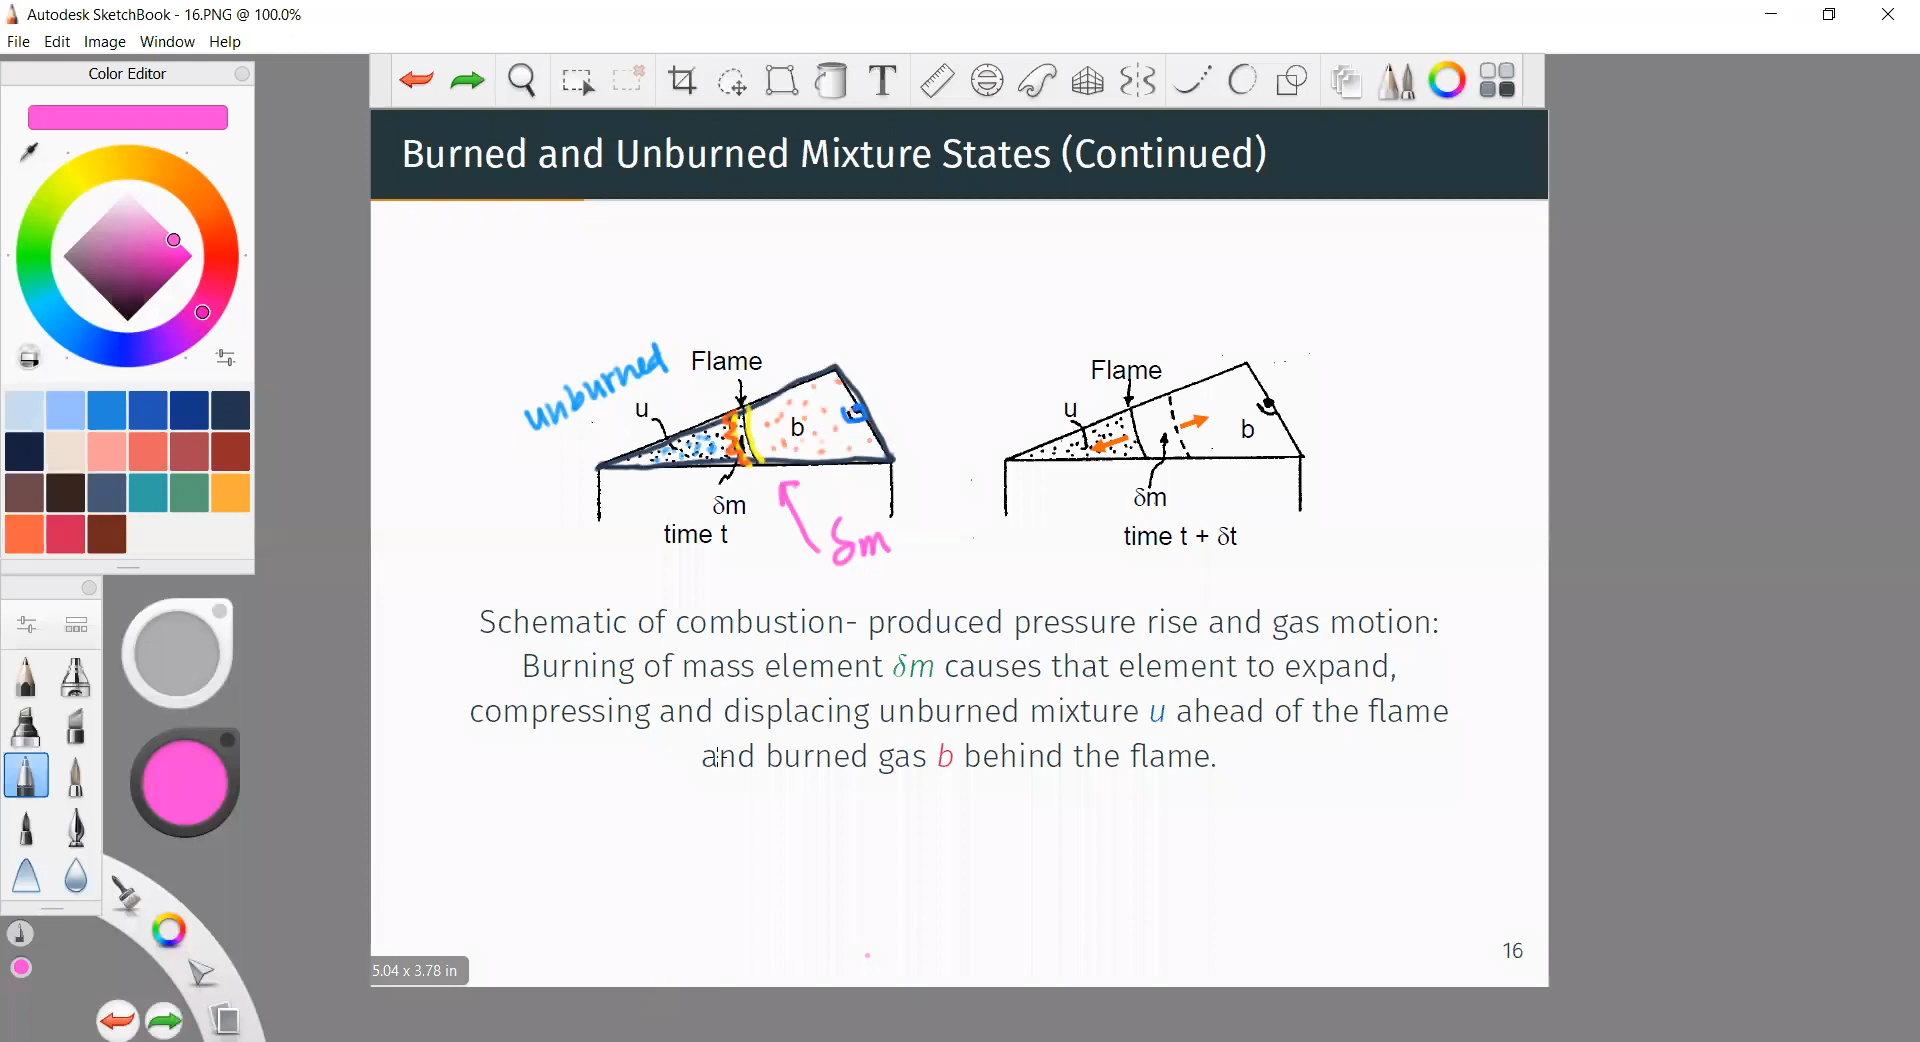 Autodesk SketchBook - 16.PNG @ 100.0%
File Edit Image Window Help
Color Editor
T
Burned and Unburned Mixture States (Continued)
unburned
Flame
u
b
δm
time t
δm
Flame
u
b
δm
time t + δt
Schematic of combustion- produced pressure rise and gas motion:
Burning of mass element δm causes that element to expand,
compressing and displacing unburned mixture u ahead of the flame
and burned gas b behind the flame.
16
5.04 x 3.78 in